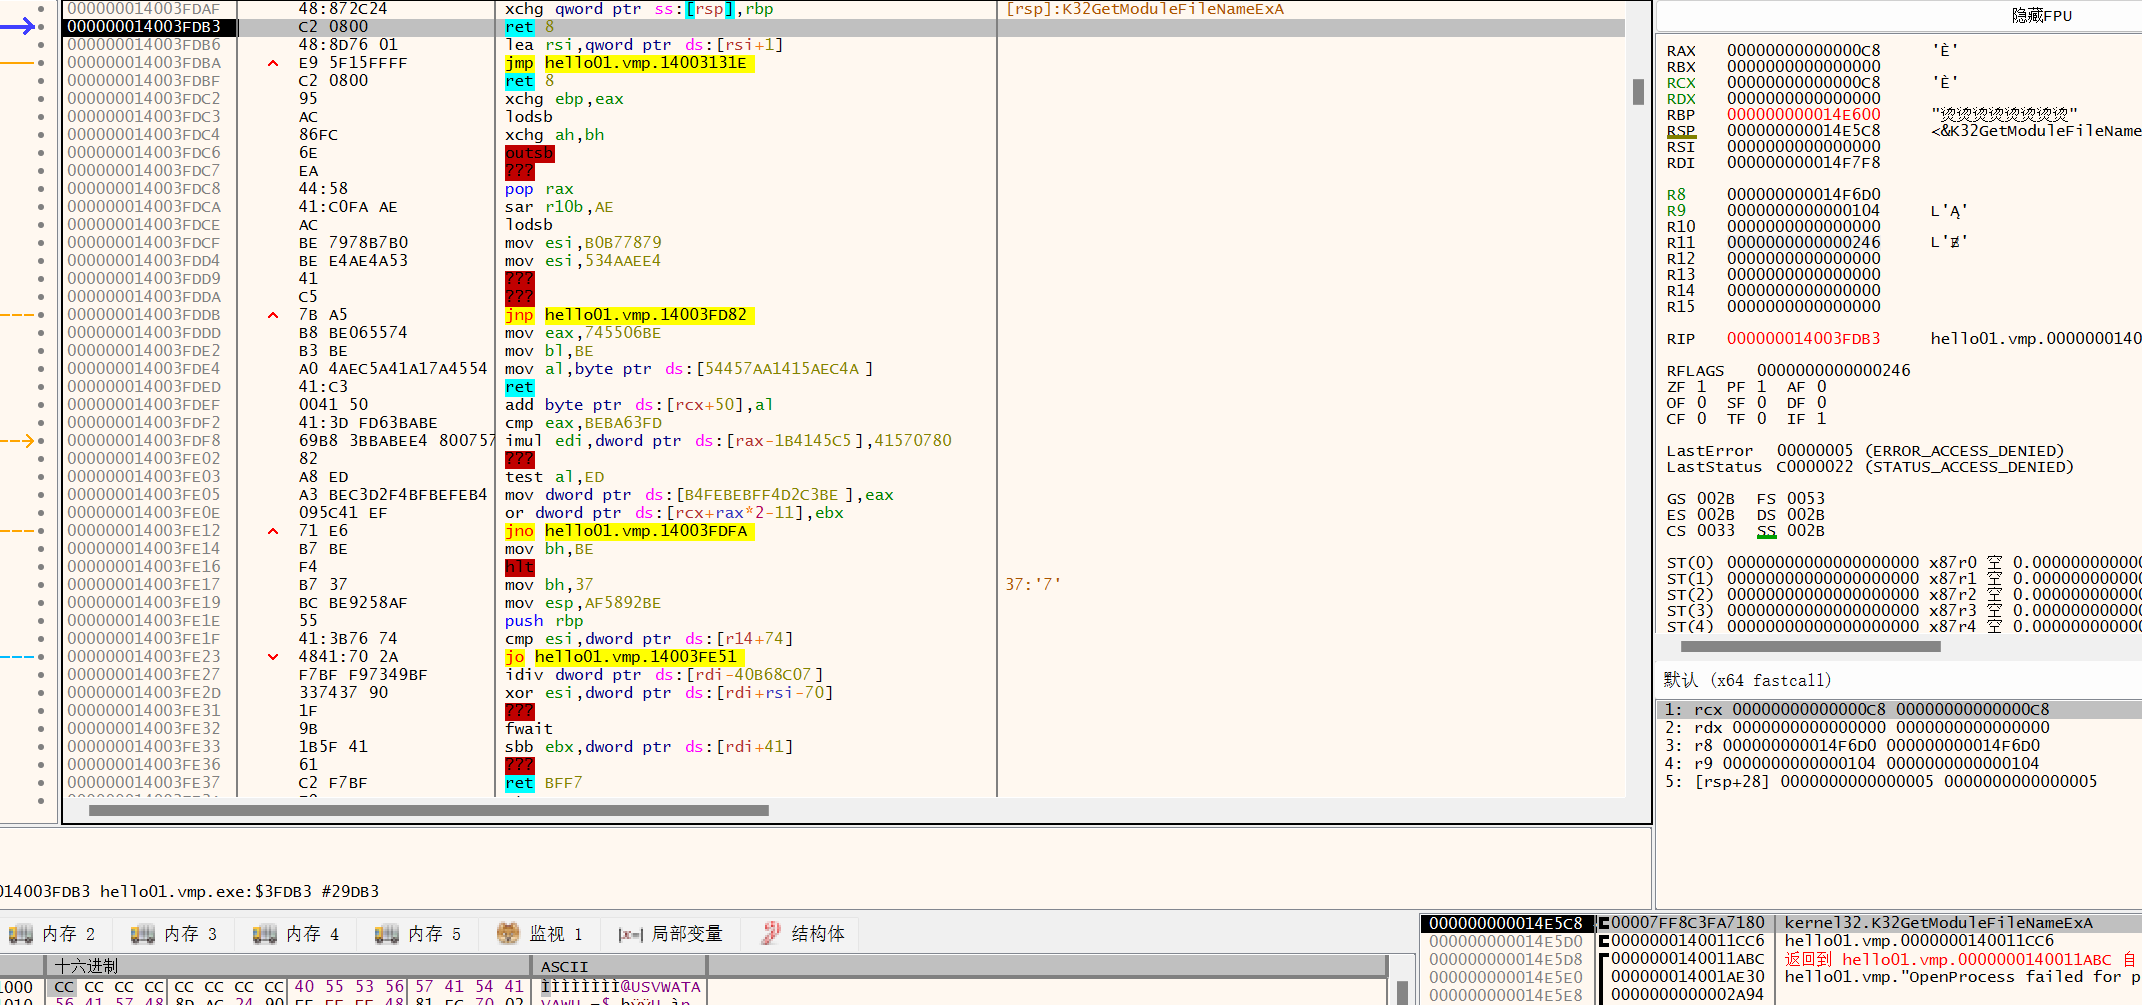 000000014003FDAF 48:872C24 xchg qword ptr ss:[rsp],rbp [rsp]:K32GetModuleFileNameExA
000000014003FDB3 C2 0800 ret 8
000000014003FDB6 48:8D76 01 lea rsi,qword ptr ds:[rsi+1]
000000014003FDBA E9 5F15FFFF jmp hello01.vmp.14003131E
000000014003FDBF C2 0800 ret 8
000000014003FDC2 95 xchg ebp,eax
000000014003FDC3 AC lodsb
000000014003FDC4 86FC xchg ah,bh
000000014003FDC6 6E outsb
000000014003FDC7 EA ???
000000014003FDC8 44:58 pop rax
000000014003FDCA 41:C0FA AE sar r10b,AE
000000014003FDCE AC lodsb
000000014003FDCF BE 7978B7B0 mov esi,B0B77879
000000014003FDD4 BE E4AE4A53 mov esi,534AAEE4
000000014003FDD9 41 ???
000000014003FDDA C5 ???
000000014003FDDB 7B A5 jnp hello01.vmp.14003FD82
000000014003FDDD B8 BE065574 mov eax,745506BE
000000014003FDE2 B3 BE mov bl,BE
000000014003FDE4 A0 4AEC5A41A17A4554 mov al,byte ptr ds:[54457AA1415AEC4A]
000000014003FDED 41:C3 ret
000000014003FDEF 0041 50 add byte ptr ds:[rcx+50],al
000000014003FDF2 41:3D FD63BABE cmp eax,BEBA63FD
000000014003FDF8 69B8 3BBABEE4 800757 imul edi,dword ptr ds:[rax-1B4145C5],41570780
000000014003FE02 82 ???
000000014003FE03 A8 ED test al,ED
000000014003FE05 A3 BEC3D2F4BFBEFEB4 mov dword ptr ds:[B4FEBEBFF4D2C3BE],eax
000000014003FE0E 095C41 EF or dword ptr ds:[rcx+rax*2-11],ebx
000000014003FE12 71 E6 jno hello01.vmp.14003FDFA
000000014003FE14 B7 BE mov bh,BE
000000014003FE16 F4 hlt
000000014003FE17 B7 37 mov bh,37 37:'7'
000000014003FE19 BC BE9258AF mov esp,AF5892BE
000000014003FE1E 55 push rbp
000000014003FE1F 41:3B76 74 cmp esi,dword ptr ds:[r14+74]
000000014003FE23 4841:70 2A jo hello01.vmp.14003FE51
000000014003FE27 F7BF F97349BF idiv dword ptr ds:[rdi-40B68C07]
000000014003FE2D 337437 90 xor esi,dword ptr ds:[rdi+rsi-70]
000000014003FE31 1F ???
000000014003FE32 9B fwait
000000014003FE33 1B5F 41 sbb ebx,dword ptr ds:[rdi+41]
000000014003FE36 61 ???
000000014003FE37 C2 F7BF ret BFF7
014003FDB3 hello01.vmp.exe:$3FDB3 #29DB3
隐藏FPU
RAX 00000000000000C8 'È'
RBX 0000000000000000
RCX 00000000000000C8 'È'
RDX 0000000000000000
RBP 000000000014E600 "烫烫烫烫烫烫烫烫"
RSP 000000000014E5C8 <&K32GetModuleFileName
RSI 0000000000000000
RDI 000000000014F7F8
R8 000000000014F6D0
R9 0000000000000104 L'Ą'
R10 0000000000000000
R11 0000000000000246 L'Ɇ'
R12 0000000000000000
R13 0000000000000000
R14 0000000000000000
R15 0000000000000000
RIP 000000014003FDB3 hello01.vmp.0000000140
RFLAGS 0000000000000246
ZF 1 PF 1 AF 0
OF 0 SF 0 DF 0
CF 0 TF 0 IF 1
LastError 00000005 (ERROR_ACCESS_DENIED)
LastStatus C0000022 (STATUS_ACCESS_DENIED)
GS 002B FS 0053
ES 002B DS 002B
CS 0033 SS 002B
ST(0) 00000000000000000000 x87r0 空 0.00000000000
ST(1) 00000000000000000000 x87r1 空 0.00000000000
ST(2) 00000000000000000000 x87r2 空 0.00000000000
ST(3) 00000000000000000000 x87r3 空 0.00000000000
ST(4) 00000000000000000000 x87r4 空 0.00000000000
默认 (x64 fastcall)
1: rcx 00000000000000C8 00000000000000C8
2: rdx 0000000000000000 0000000000000000
3: r8 000000000014F6D0 000000000014F6D0
4: r9 0000000000000104 0000000000000104
5: [rsp+28] 0000000000000005 0000000000000005
内存 2 内存 3 内存 4 内存 5 监视 1 |x=| 局部变量 结构体
十六进制 ASCII
1000 CC CC CC CC CC CC CC CC 40 55 53 56 57 41 54 41 ÌÌÌÌÌÌÌÌ@USVWATA
000000000014E5C8 00007FF8C3FA7180 kernel32.K32GetModuleFileNameExA
000000000014E5D0 0000000140011CC6 hello01.vmp.0000000140011CC6
000000000014E5D8 0000000140011ABC 返回到 hello01.vmp.0000000140011ABC 自
000000000014E5E0 000000014001AE30 hello01.vmp."OpenProcess failed for p
000000000014E5E8 0000000000002A94